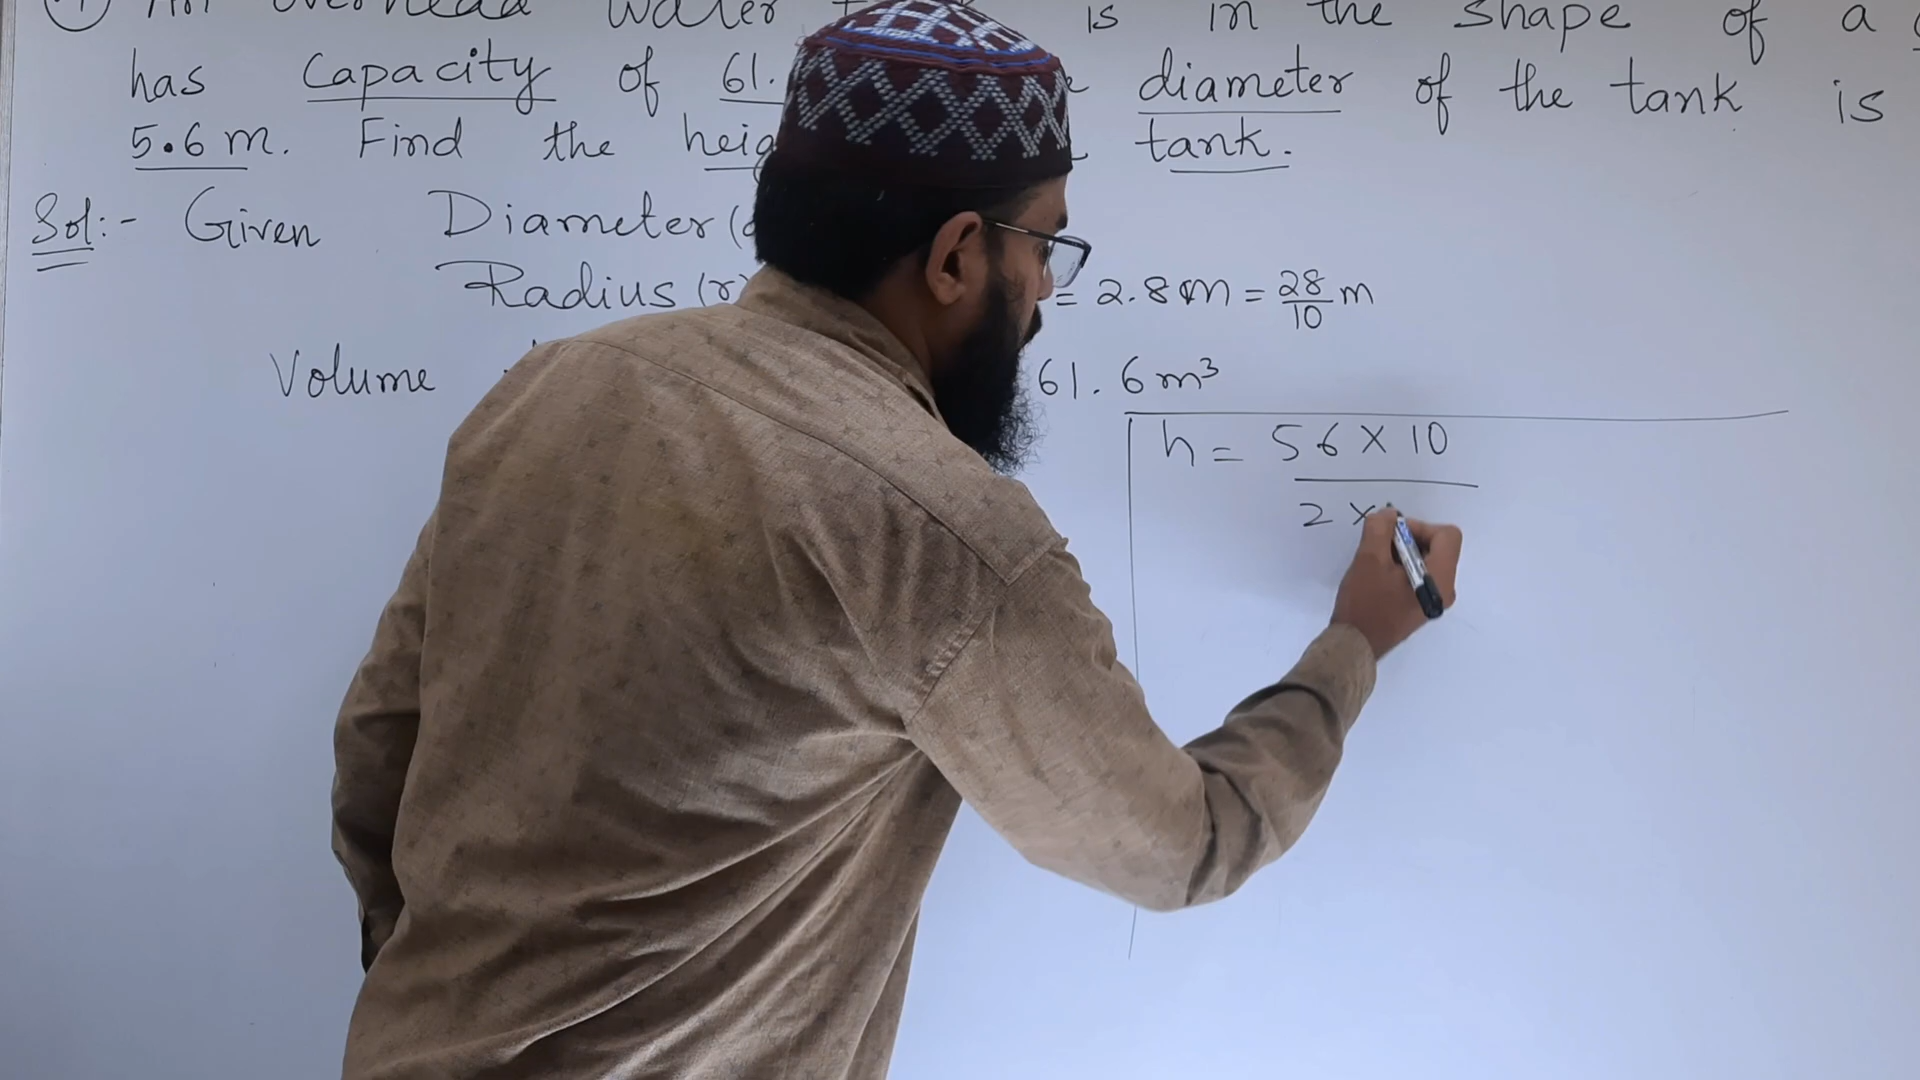 An overhead water is in the shape of a
has capacity of 61. diameter of the tank is
5.6 m. Find the tank.
Sol:- Given Diameter (
Radius (r) = 2.8 m = 28/10 m
Volume 61.6 m³
h = 56 × 10
2 ×